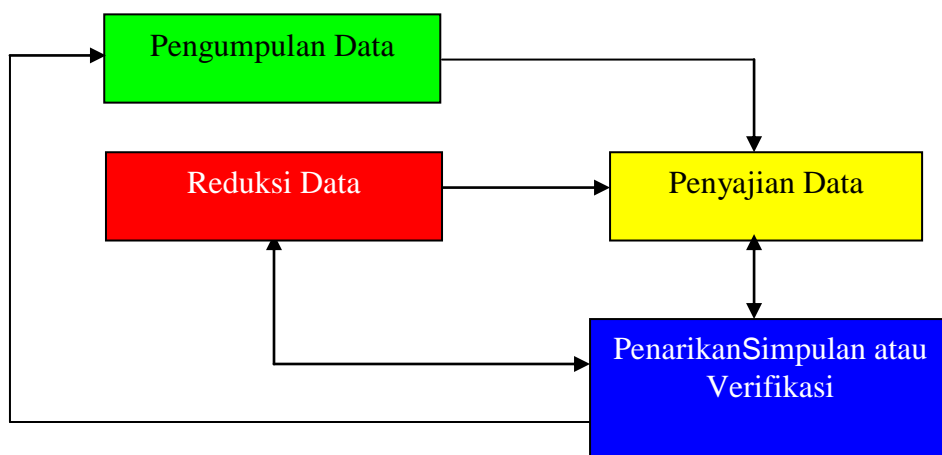 Pengumpulan Data
Reduksi Data
Penyajian Data
PenarikanSimpulan atau
Verifikasi